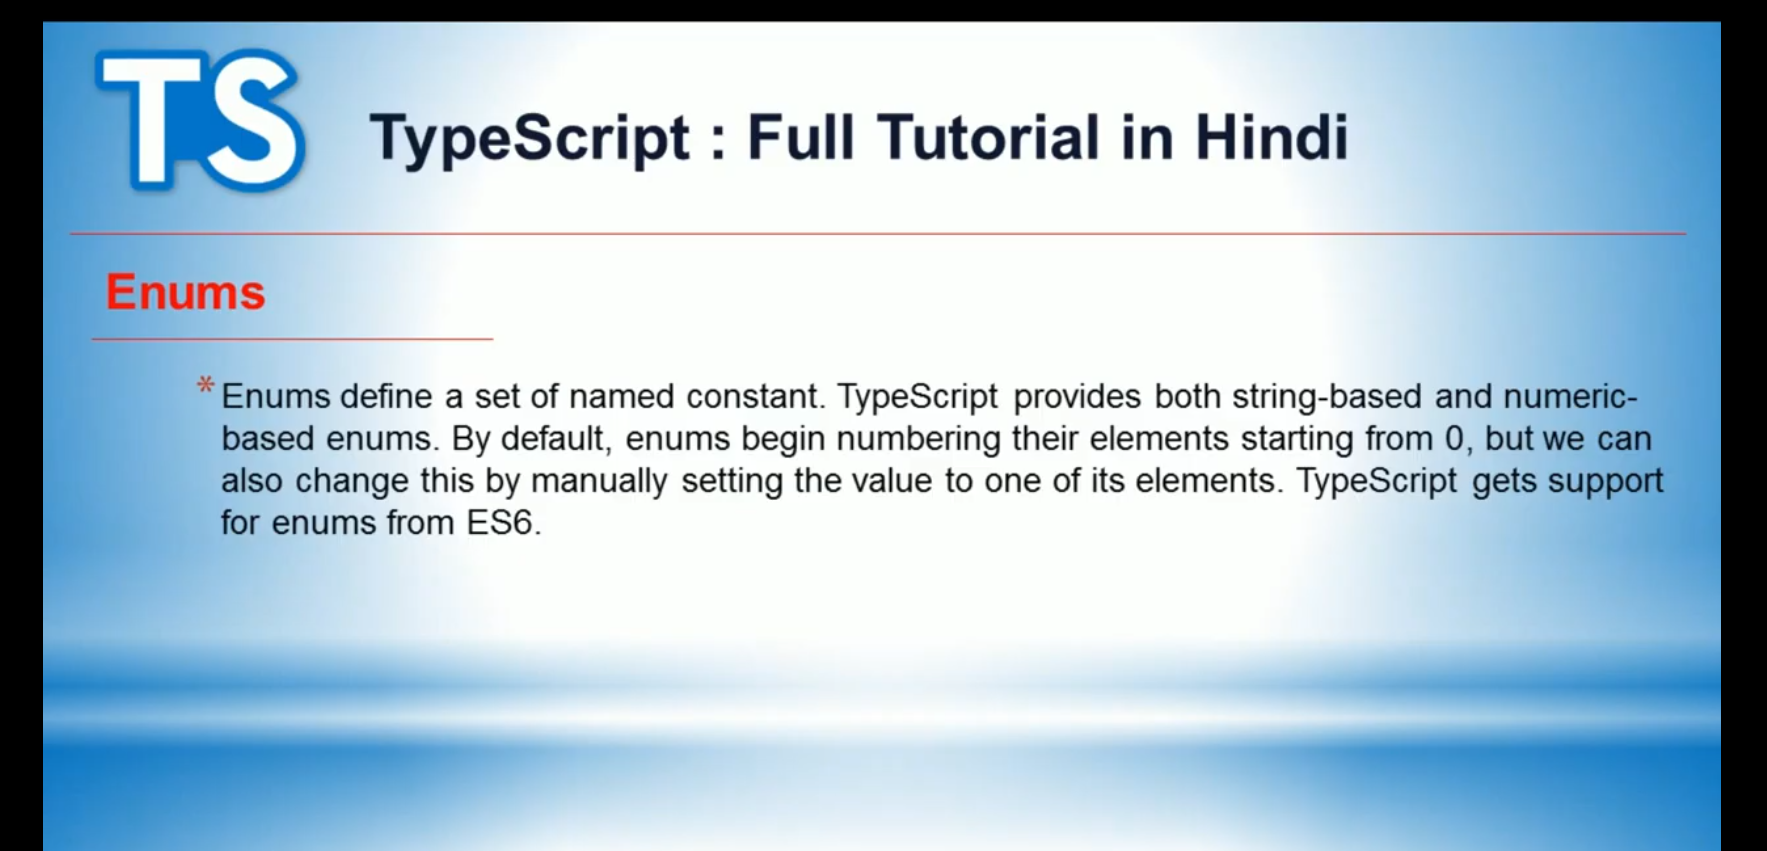 TS
TypeScript : Full Tutorial in Hindi
Enums
* Enums define a set of named constant. TypeScript provides both string-based and numeric-
based enums. By default, enums begin numbering their elements starting from 0, but we can
also change this by manually setting the value to one of its elements. TypeScript gets support
for enums from ES6.